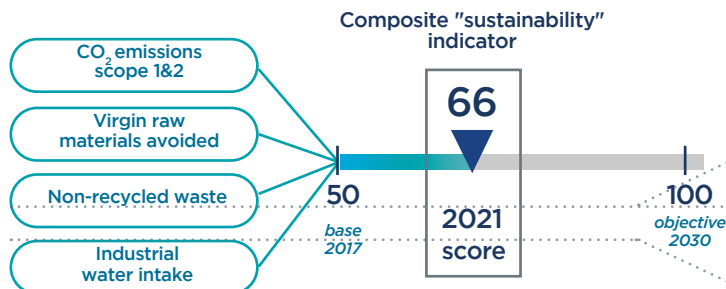 Composite "sustainability"
indicator
CO2 emissions
scope 1&2
Virgin raw
materials avoided
Non-recycled waste
Industrial
water intake
66
50
100
base
2017
2021
score
objective
2030